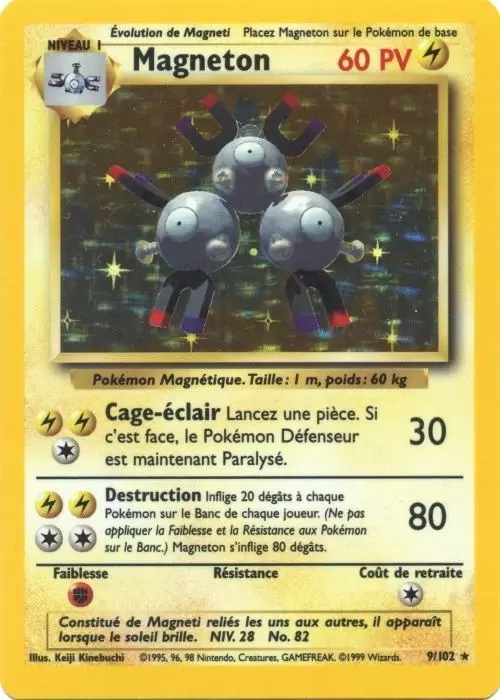 Évolution de Magneti Placez Magneton sur le Pokémon de base
NIVEAU I
Magneton 60 PV
Pokémon Magnétique. Taille : 1 m, poids : 60 kg
Cage-éclair Lancez une pièce. Si
c'est face, le Pokémon Défenseur
est maintenant Paralysé.
30
Destruction Inflige 20 dégâts à chaque
Pokémon sur le Banc de chaque joueur. (Ne pas
appliquer la Faiblesse et la Résistance aux Pokémon
sur le Banc.) Magneton s'inflige 80 dégâts.
80
Faiblesse Résistance Coût de retraite
Constitué de Magneti reliés les uns aux autres, il apparaît
lorsque le soleil brille. NIV. 28 No. 82
Illus. Keiji Kinebuchi ©1995, 96, 98 Nintendo, Creatures, GAMEFREAK. ©1999 Wizards. 9/102 ★